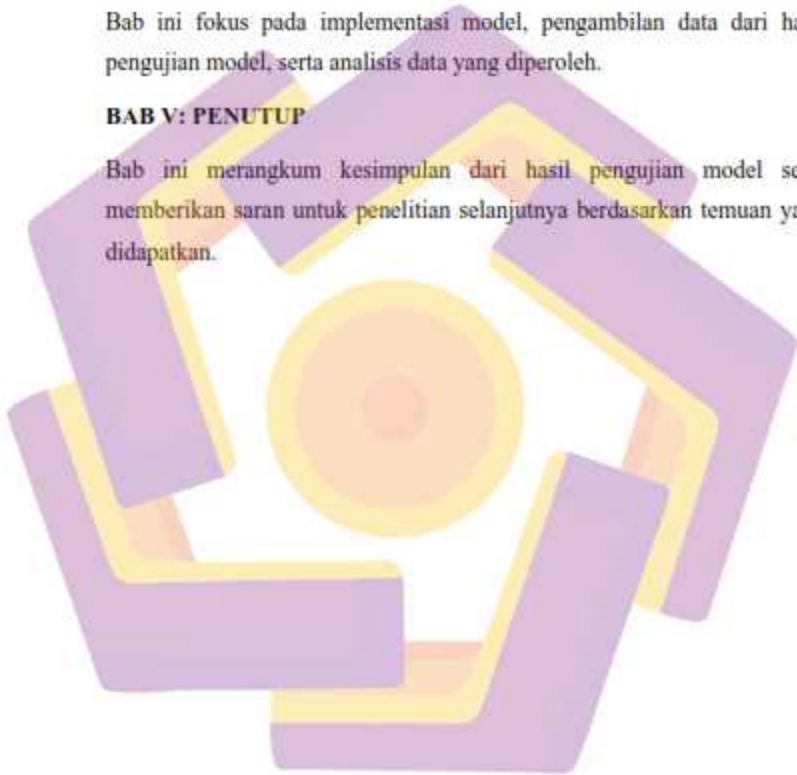 Bab ini fokus pada implementasi model, pengambilan data dari ha
pengujian model, serta analisis data yang diperoleh.
BAB V: PENUTUP
Bab ini merangkum kesimpulan dari hasil pengujian model se
memberikan saran untuk penelitian selanjutnya berdasarkan temuan ya
didapatkan.